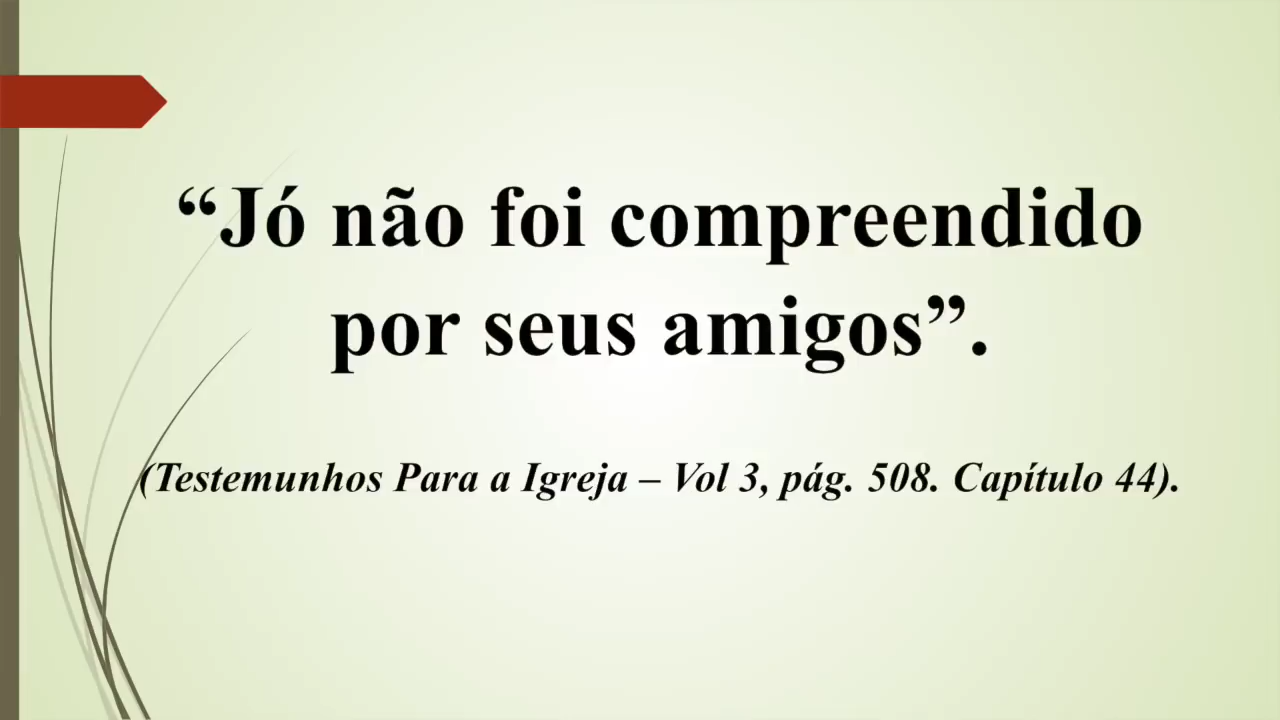 “Jó não foi compreendido
por seus amigos”.
(Testemunhos Para a Igreja – Vol 3, pág. 508. Capítulo 44).